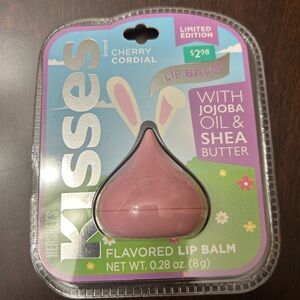 HERSHEY'S
KISSES
brand
CHERRY
CORDIAL
LIMITED
EDITION
$2.98
LIP BALM
WITH
JOJOBA
OIL &
SHEA
BUTTER
FLAVORED LIP BALM
NET WT. 0.28 oz. (8g)